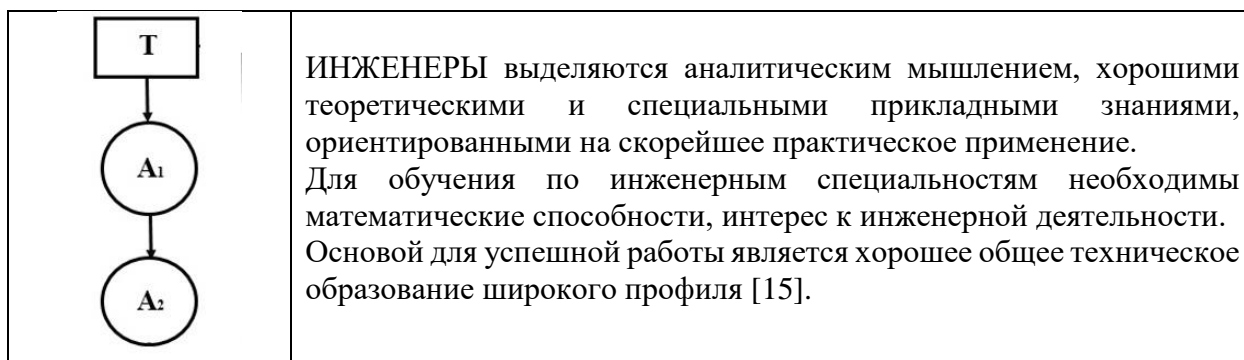 T
A₁
A₂
ИНЖЕНЕРЫ выделяются аналитическим мышлением, хорошими
теоретическими и специальными прикладными знаниями,
ориентированными на скорейшее практическое применение.
Для обучения по инженерным специальностям необходимы
математические способности, интерес к инженерной деятельности.
Основой для успешной работы является хорошее общее техническое
образование широкого профиля [15].